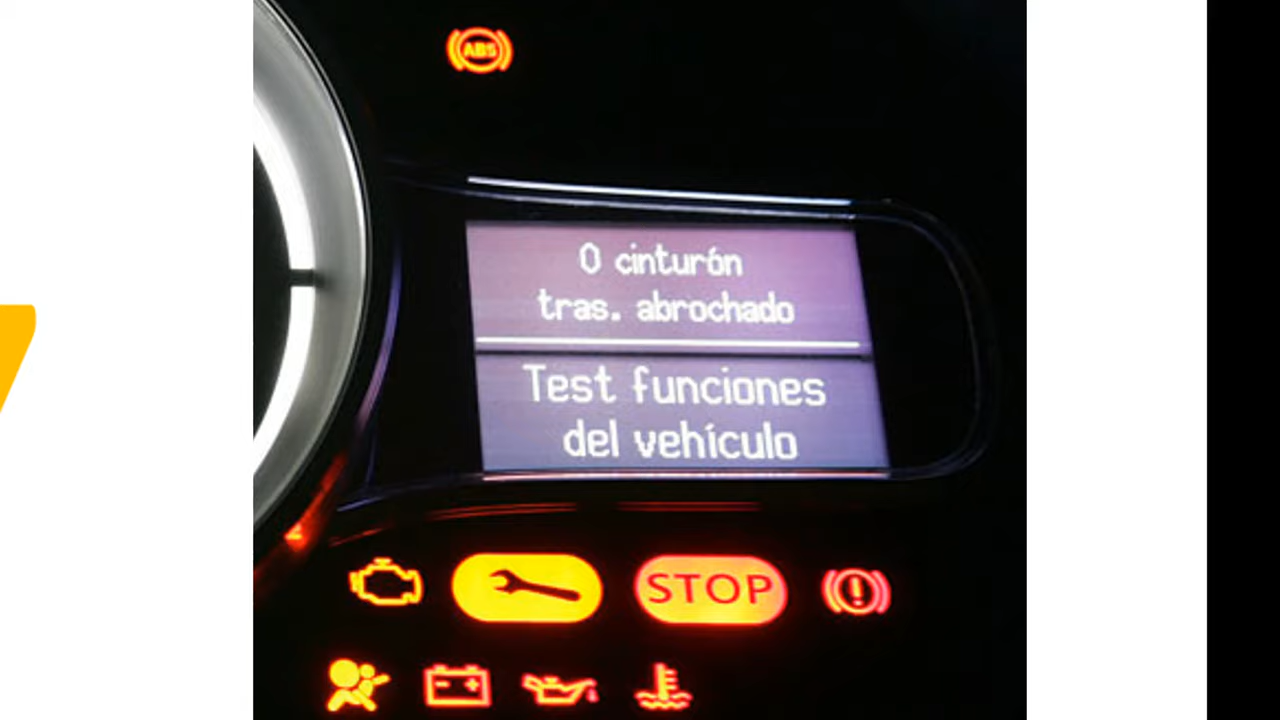 ABS
0 cinturón
tras. abrochado
Test funciones
del vehículo
STOP